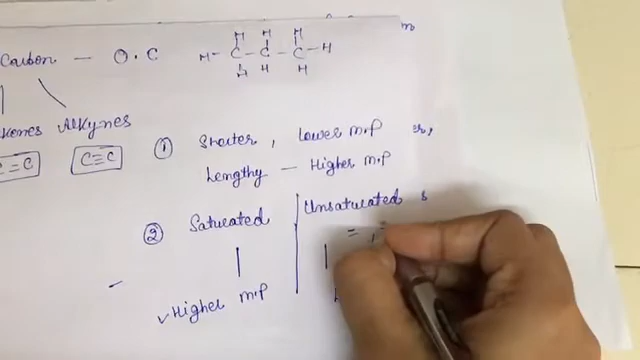 Carbon — O.C
H H H
H – C – C – C – H
H H H
Alkynes
C≡C
① Shorter, Lower m.p
Lengthy — Higher m.p
② Saturated | Unsaturated
✓Higher m.p